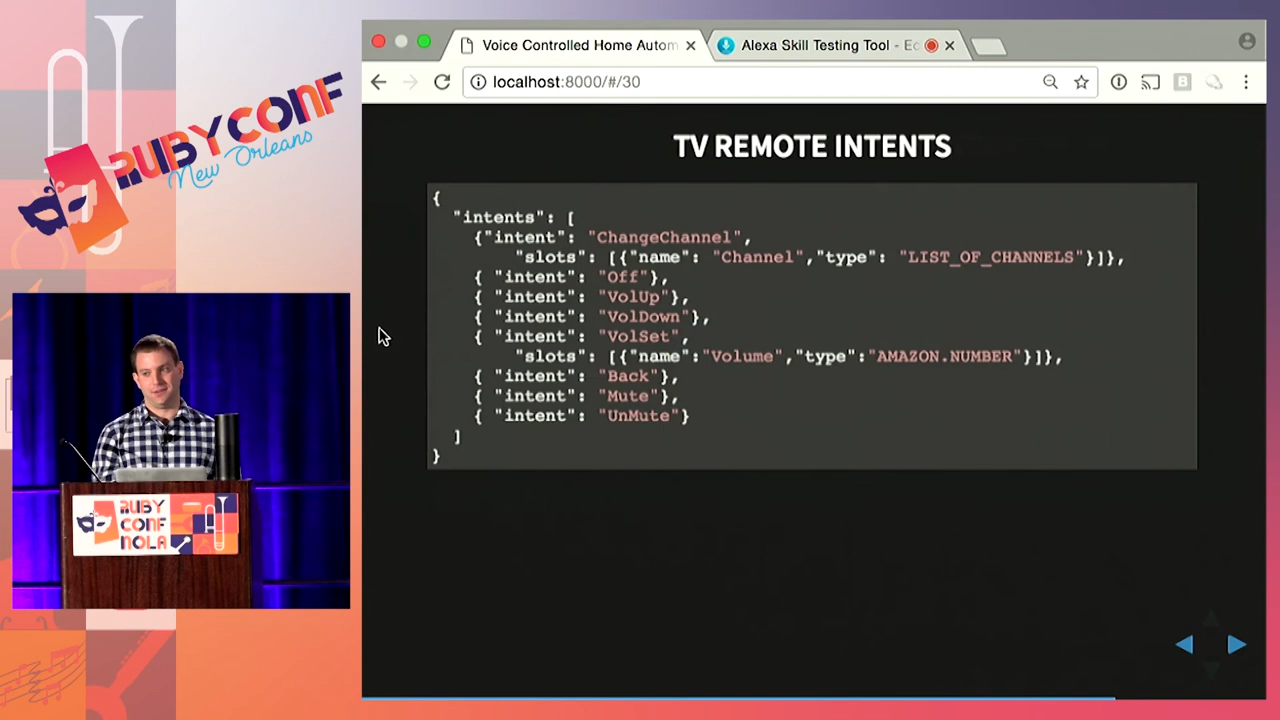 RUBYCONF
New Orleans
Voice Controlled Home Autom
Alexa Skill Testing Tool - Ec
localhost:8000/#/30
TV REMOTE INTENTS
{
"intents": [
{"intent": "ChangeChannel",
"slots": [{"name": "Channel","type": "LIST_OF_CHANNELS"}]},
{ "intent": "Off"},
{ "intent": "VolUp"},
{ "intent": "VolDown"},
{ "intent": "VolSet",
"slots": [{"name":"Volume","type":"AMAZON.NUMBER"}]},
{ "intent": "Back"},
{ "intent": "Mute"},
{ "intent": "UnMute"}
]
}
RUBY
CONF
NOLA